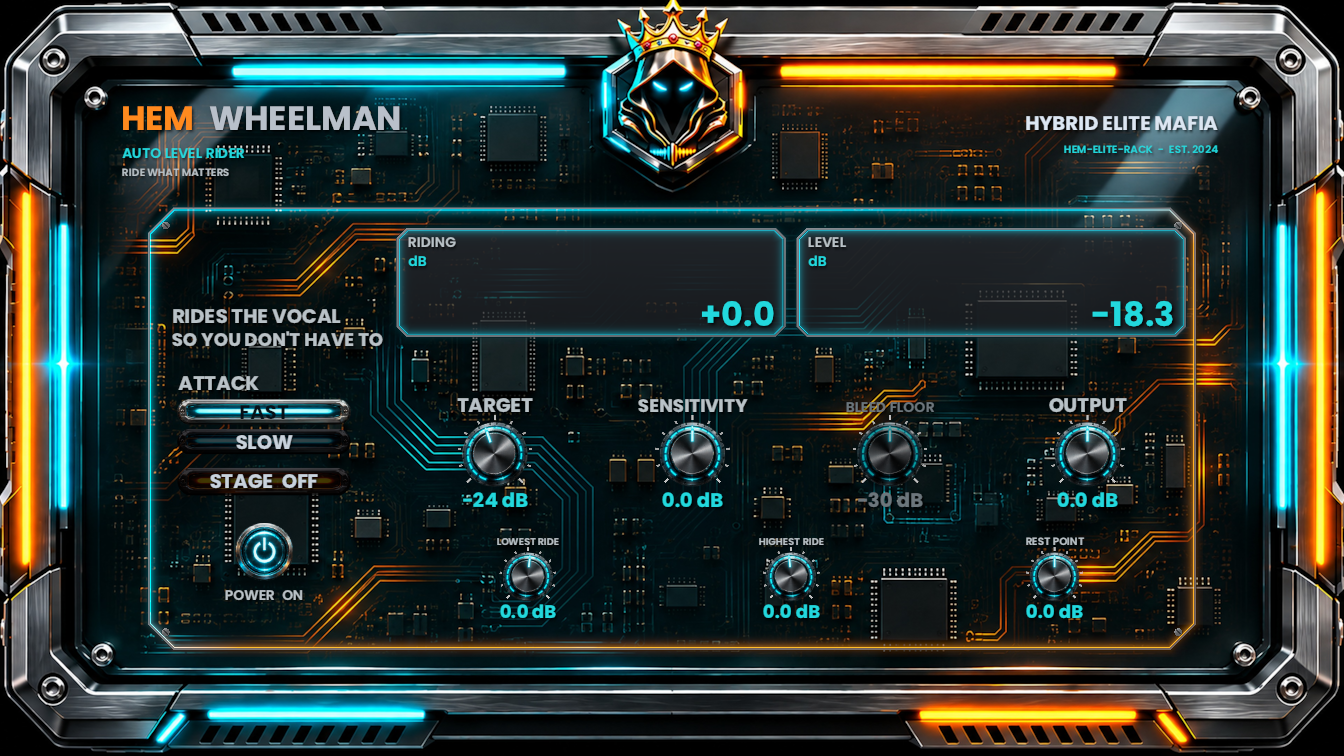 HEM WHEELMAN
AUTO LEVEL RIDER
RIDE WHAT MATTERS
HYBRID ELITE MAFIA
HEM-ELITE-RACK - EST. 2024
RIDING
dB
+0.0
LEVEL
dB
-18.3
RIDES THE VOCAL
SO YOU DON'T HAVE TO
ATTACK
FAST
SLOW
STAGE OFF
POWER ON
TARGET
-24 dB
SENSITIVITY
0.0 dB
BLEED FLOOR
-30 dB
OUTPUT
0.0 dB
LOWEST RIDE
0.0 dB
HIGHEST RIDE
0.0 dB
REST POINT
0.0 dB